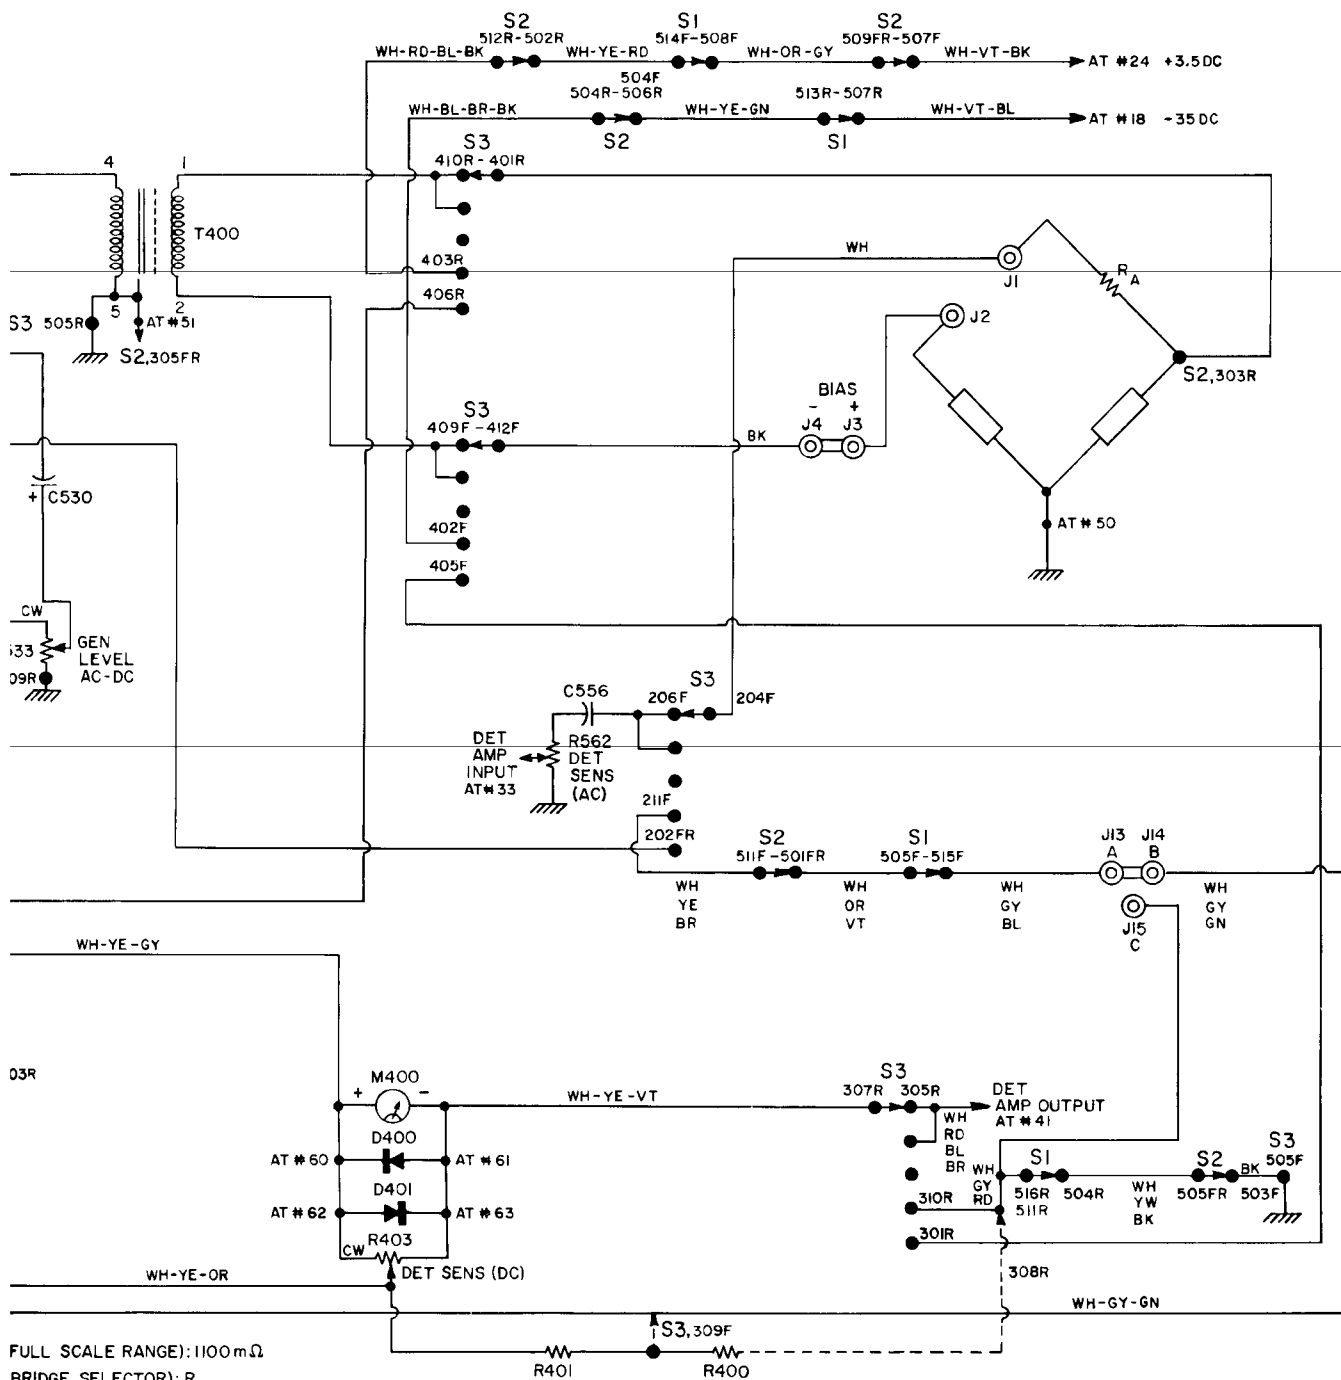 S2
S1
S2
512R-502R
514F-508F
509FR-507F
WH-RD-BL-BK
WH-YE-RD
WH-OR-GY
WH-VT-BK
AT #24 +3.5DC
504F
504R-506R
513R-507R
WH-BL-BR-BK
WH-YE-GN
WH-VT-BL
AT #18 -35DC
S2
S1
S3
410R-401R
4
1
T400
WH
J1
RA
403R
406R
5
2
S3 505R
AT #51
S2,305FR
J2
S2,303R
BIAS
- +
J4 J3
S3
409F-412F
BK
+ C530
402F
AT #50
405F
CW
533
GEN
LEVEL
AC-DC
09R
C556
206F
S3
204F
DET
AMP
INPUT
AT#33
R562
DET
SENS
(AC)
211F
202FR
S2
511F-501FR
S1
505F-515F
J13 J14
A B
WH
YE
BR
WH
OR
VT
WH
GY
BL
WH
GY
GN
J15
C
WH-YE-GY
03R
M400
+ -
WH-YE-VT
S3
307R 305R
DET
AMP OUTPUT
AT #41
WH
RD
BL
BR
D400
AT #60
AT #61
WH
GY
RD
S1
516R
511R
504R
WH
YW
BK
S2
505FR
BK
503F
S3
505F
D401
AT #62
AT #63
310R
301R
R403
CW
DET SENS (DC)
WH-YE-OR
308R
WH-GY-GN
S3,309F
R401
R400
FULL SCALE RANGE): 1100mΩ
BRIDGE SELECTOR): R